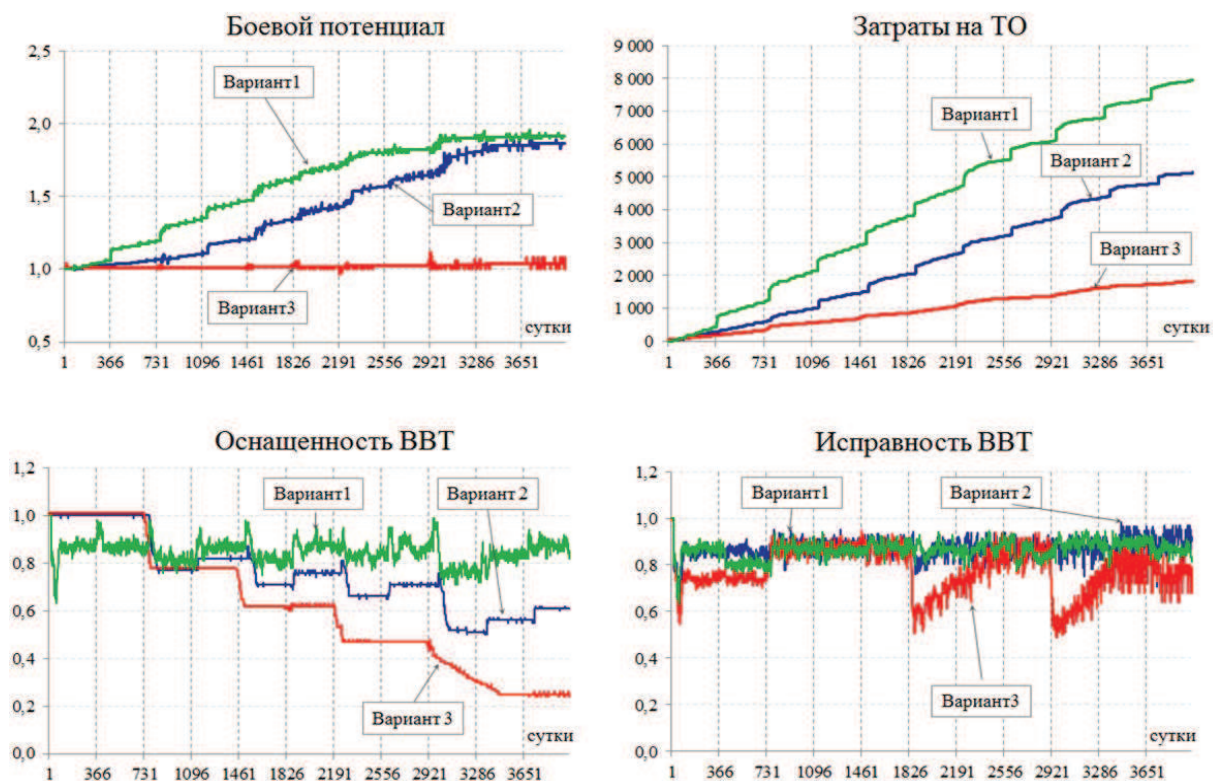 Боевой потенциал
2,5
2,0
1,5
1,0
0,5
Вариант1
Вариант2
Вариант3
сутки
1 366 731 1096 1461 1826 2191 2556 2921 3286 3651
Затраты на ТО
9 000
8 000
7 000
6 000
5 000
4 000
3 000
2 000
1 000
0
Вариант1
Вариант 2
Вариант 3
сутки
1 366 731 1096 1461 1826 2191 2556 2921 3286 3651
Оснащенность ВВТ
1,2
1,0
0,8
0,6
0,4
0,2
0,0
Вариант1
Вариант 2
Вариант 3
сутки
1 366 731 1096 1461 1826 2191 2556 2921 3286 3651
Исправность ВВТ
1,2
1,0
0,8
0,6
0,4
0,2
0,0
Вариант1
Вариант 2
Вариант3
сутки
1 366 731 1096 1461 1826 2191 2556 2921 3286 3651